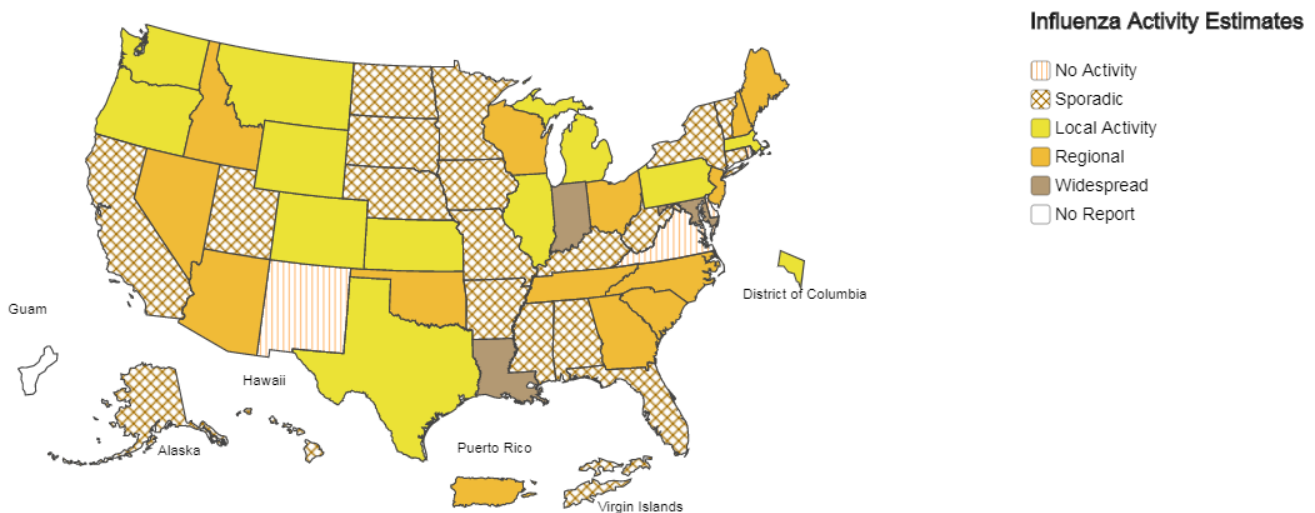 Influenza Activity Estimates
No Activity
Sporadic
Local Activity
Regional
Widespread
No Report
District of Columbia
Guam
Hawaii
Alaska
Puerto Rico
Virgin Islands